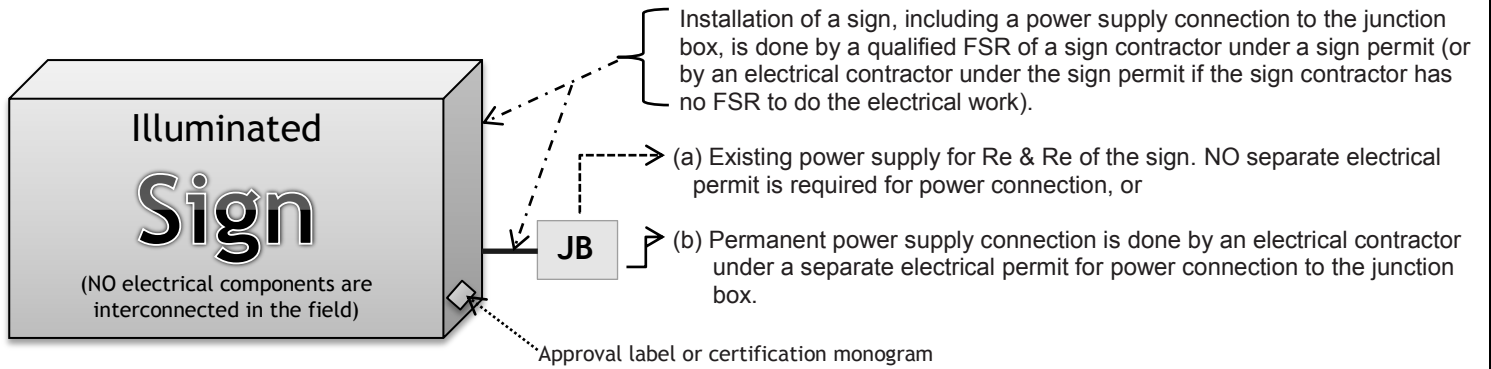 Installation of a sign, including a power supply connection to the junction
box, is done by a qualified FSR of a sign contractor under a sign permit (or
by an electrical contractor under the sign permit if the sign contractor has
no FSR to do the electrical work).
Illuminated
Sign
(NO electrical components are
interconnected in the field)
JB
(a) Existing power supply for Re & Re of the sign. NO separate electrical
permit is required for power connection, or
(b) Permanent power supply connection is done by an electrical contractor
under a separate electrical permit for power connection to the junction
box.
Approval label or certification monogram